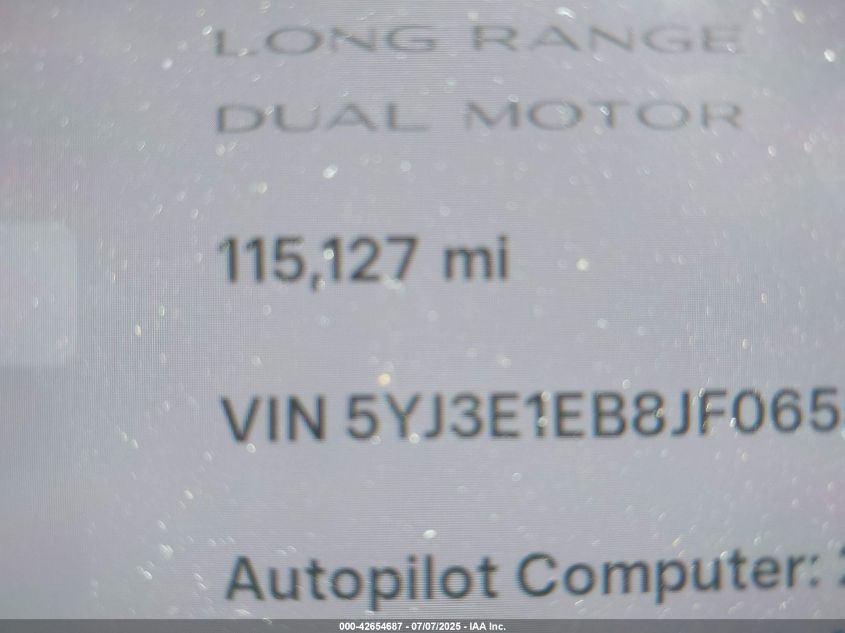 LONG RANGE
DUAL MOTOR
115,127 mi
VIN 5YJ3E1EB8JF065
Autopilot Computer:
000-42654687 - 07/07/2025 - IAA Inc.